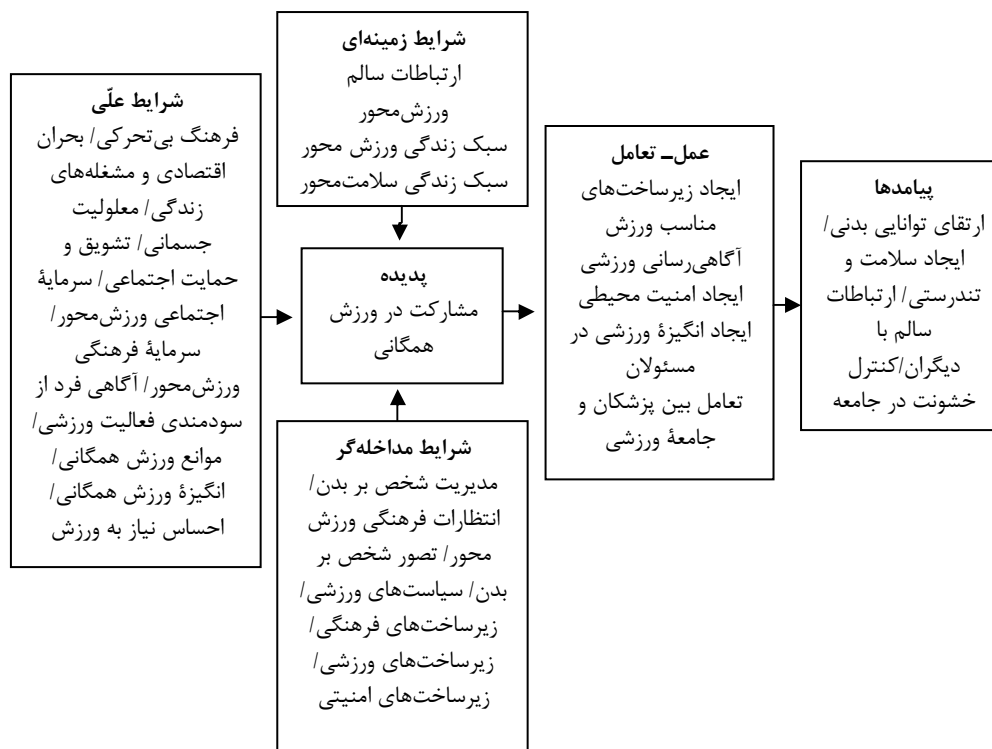 شرایط علّی
فرهنگ بی‌تحرکی/ بحران
اقتصادی و مشغله‌های
زندگی/ معلولیت
جسمانی/ تشویق و
حمایت اجتماعی/ سرمایۀ
اجتماعی ورزش‌محور/
سرمایۀ فرهنگی
ورزش‌محور/ آگاهی فرد از
سودمندی فعالیت ورزشی/
موانع ورزش همگانی/
انگیزۀ ورزش همگانی/
احساس نیاز به ورزش
شرایط زمینه‌ای
ارتباطات سالم
ورزش‌محور
سبک زندگی ورزش محور
سبک زندگی سلامت‌محور
پدیده
مشارکت در ورزش
همگانی
شرایط مداخله‌گر
مدیریت شخص بر بدن/
انتظارات فرهنگی ورزش
محور/ تصور شخص بر
بدن/ سیاست‌های ورزشی/
زیرساخت‌های فرهنگی/
زیرساخت‌های ورزشی/
زیرساخت‌های امنیتی
عمل– تعامل
ایجاد زیرساخت‌های
مناسب ورزش
آگاهی‌رسانی ورزشی
ایجاد امنیت محیطی
ایجاد انگیزۀ ورزشی در
مسئولان
تعامل بین پزشکان و
جامعۀ ورزشی
پیامدها
ارتقای توانایی بدنی/
ایجاد سلامت و
تندرستی/ ارتباطات
سالم با
دیگران/کنترل
خشونت در جامعه